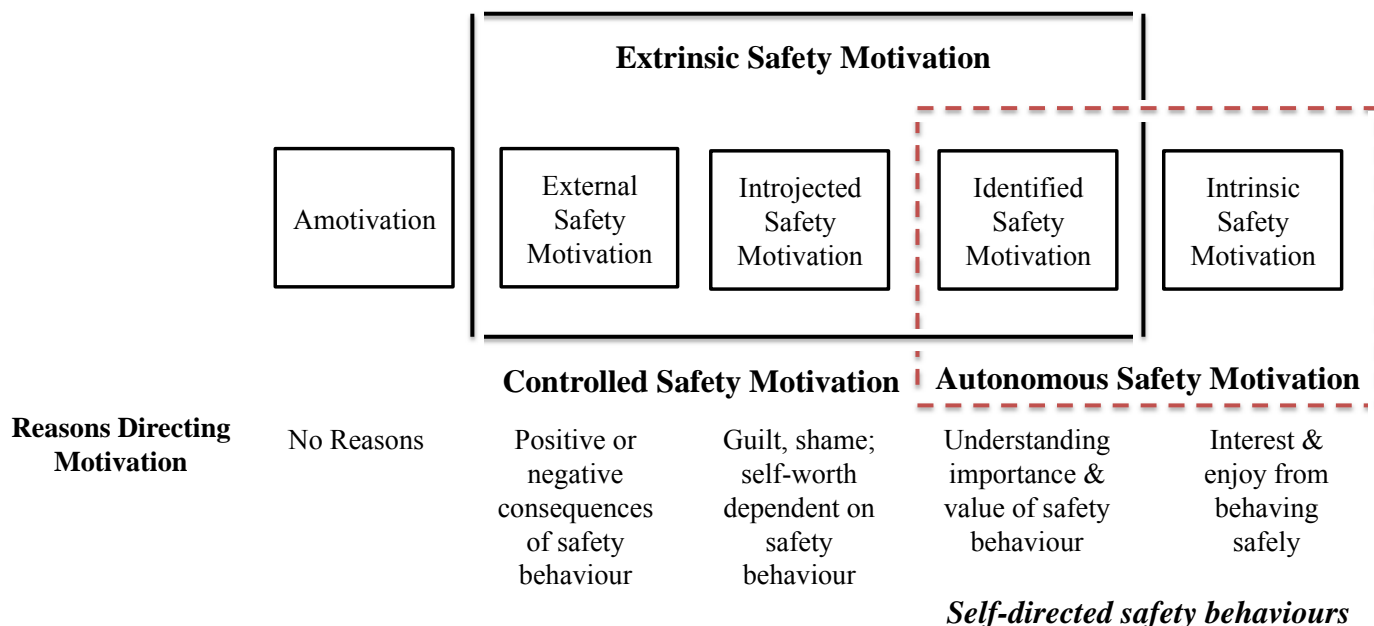 Extrinsic Safety Motivation
Amotivation
External
Safety
Motivation
Introjected
Safety
Motivation
Identified
Safety
Motivation
Intrinsic
Safety
Motivation
Controlled Safety Motivation
Autonomous Safety Motivation
Reasons Directing
Motivation
No Reasons
Positive or
negative
consequences
of safety
behaviour
Guilt, shame;
self-worth
dependent on
safety
behaviour
Understanding
importance &
value of safety
behaviour
Interest &
enjoy from
behaving
safely
Self-directed safety behaviours